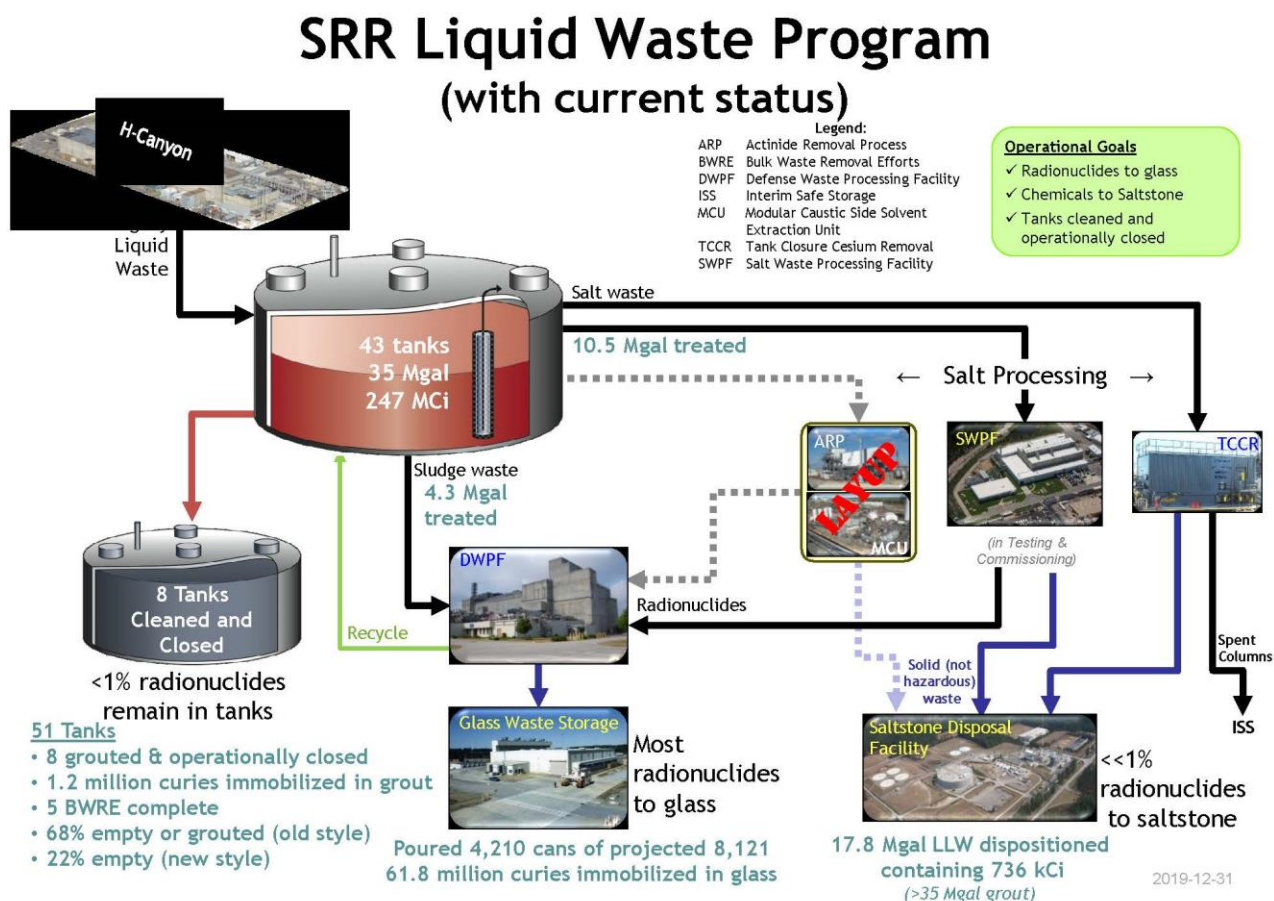 SRR Liquid Waste Program
(with current status)
H-Canyon
Liquid
Waste
Legend:
ARP Actinide Removal Process
BWRE Bulk Waste Removal Efforts
DWPF Defense Waste Processing Facility
ISS Interim Safe Storage
MCU Modular Caustic Side Solvent
Extraction Unit
TCCR Tank Closure Cesium Removal
SWPF Salt Waste Processing Facility
Operational Goals
✓ Radionuclides to glass
✓ Chemicals to Saltstone
✓ Tanks cleaned and
operationally closed
Salt waste
10.5 Mgal treated
43 tanks
35 Mgal
247 MCi
← Salt Processing →
ARP
LAYUP
MCU
SWPF
TCCR
(in Testing &
Commissioning)
Sludge waste
4.3 Mgal
treated
DWPF
Radionuclides
Recycle
8 Tanks
Cleaned and
Closed
<1% radionuclides
remain in tanks
Solid (not
hazardous)
waste
Spent
Columns
ISS
51 Tanks
• 8 grouted & operationally closed
• 1.2 million curies immobilized in grout
• 5 BWRE complete
• 68% empty or grouted (old style)
• 22% empty (new style)
Glass Waste Storage
Most
radionuclides
to glass
Poured 4,210 cans of projected 8,121
61.8 million curies immobilized in glass
Saltstone Disposal
Facility
<<1%
radionuclides
to saltstone
17.8 Mgal LLW dispositioned
containing 736 kCi
(>35 Mgal grout)
2019-12-31